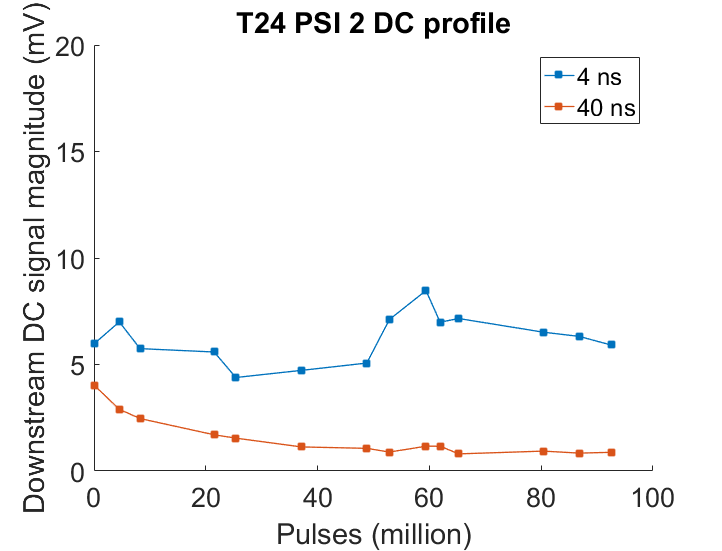 T24 PSI 2 DC profile
Downstream DC signal magnitude (mV)
20
15
10
5
0
4 ns
40 ns
0
20
40
60
80
100
Pulses (million)